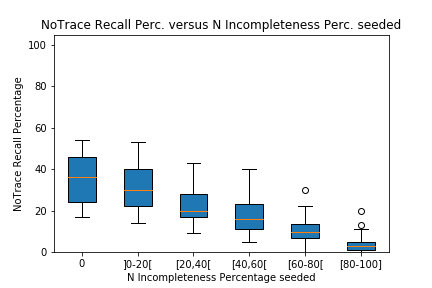 NoTrace Recall Perc. versus N Incompleteness Perc. seeded
100
80
60
40
20
0
NoTrace Recall Percentage
0 ]0-20[ [20,40[ [40,60[ [60-80[ [80-100]
N Incompleteness Percentage seeded